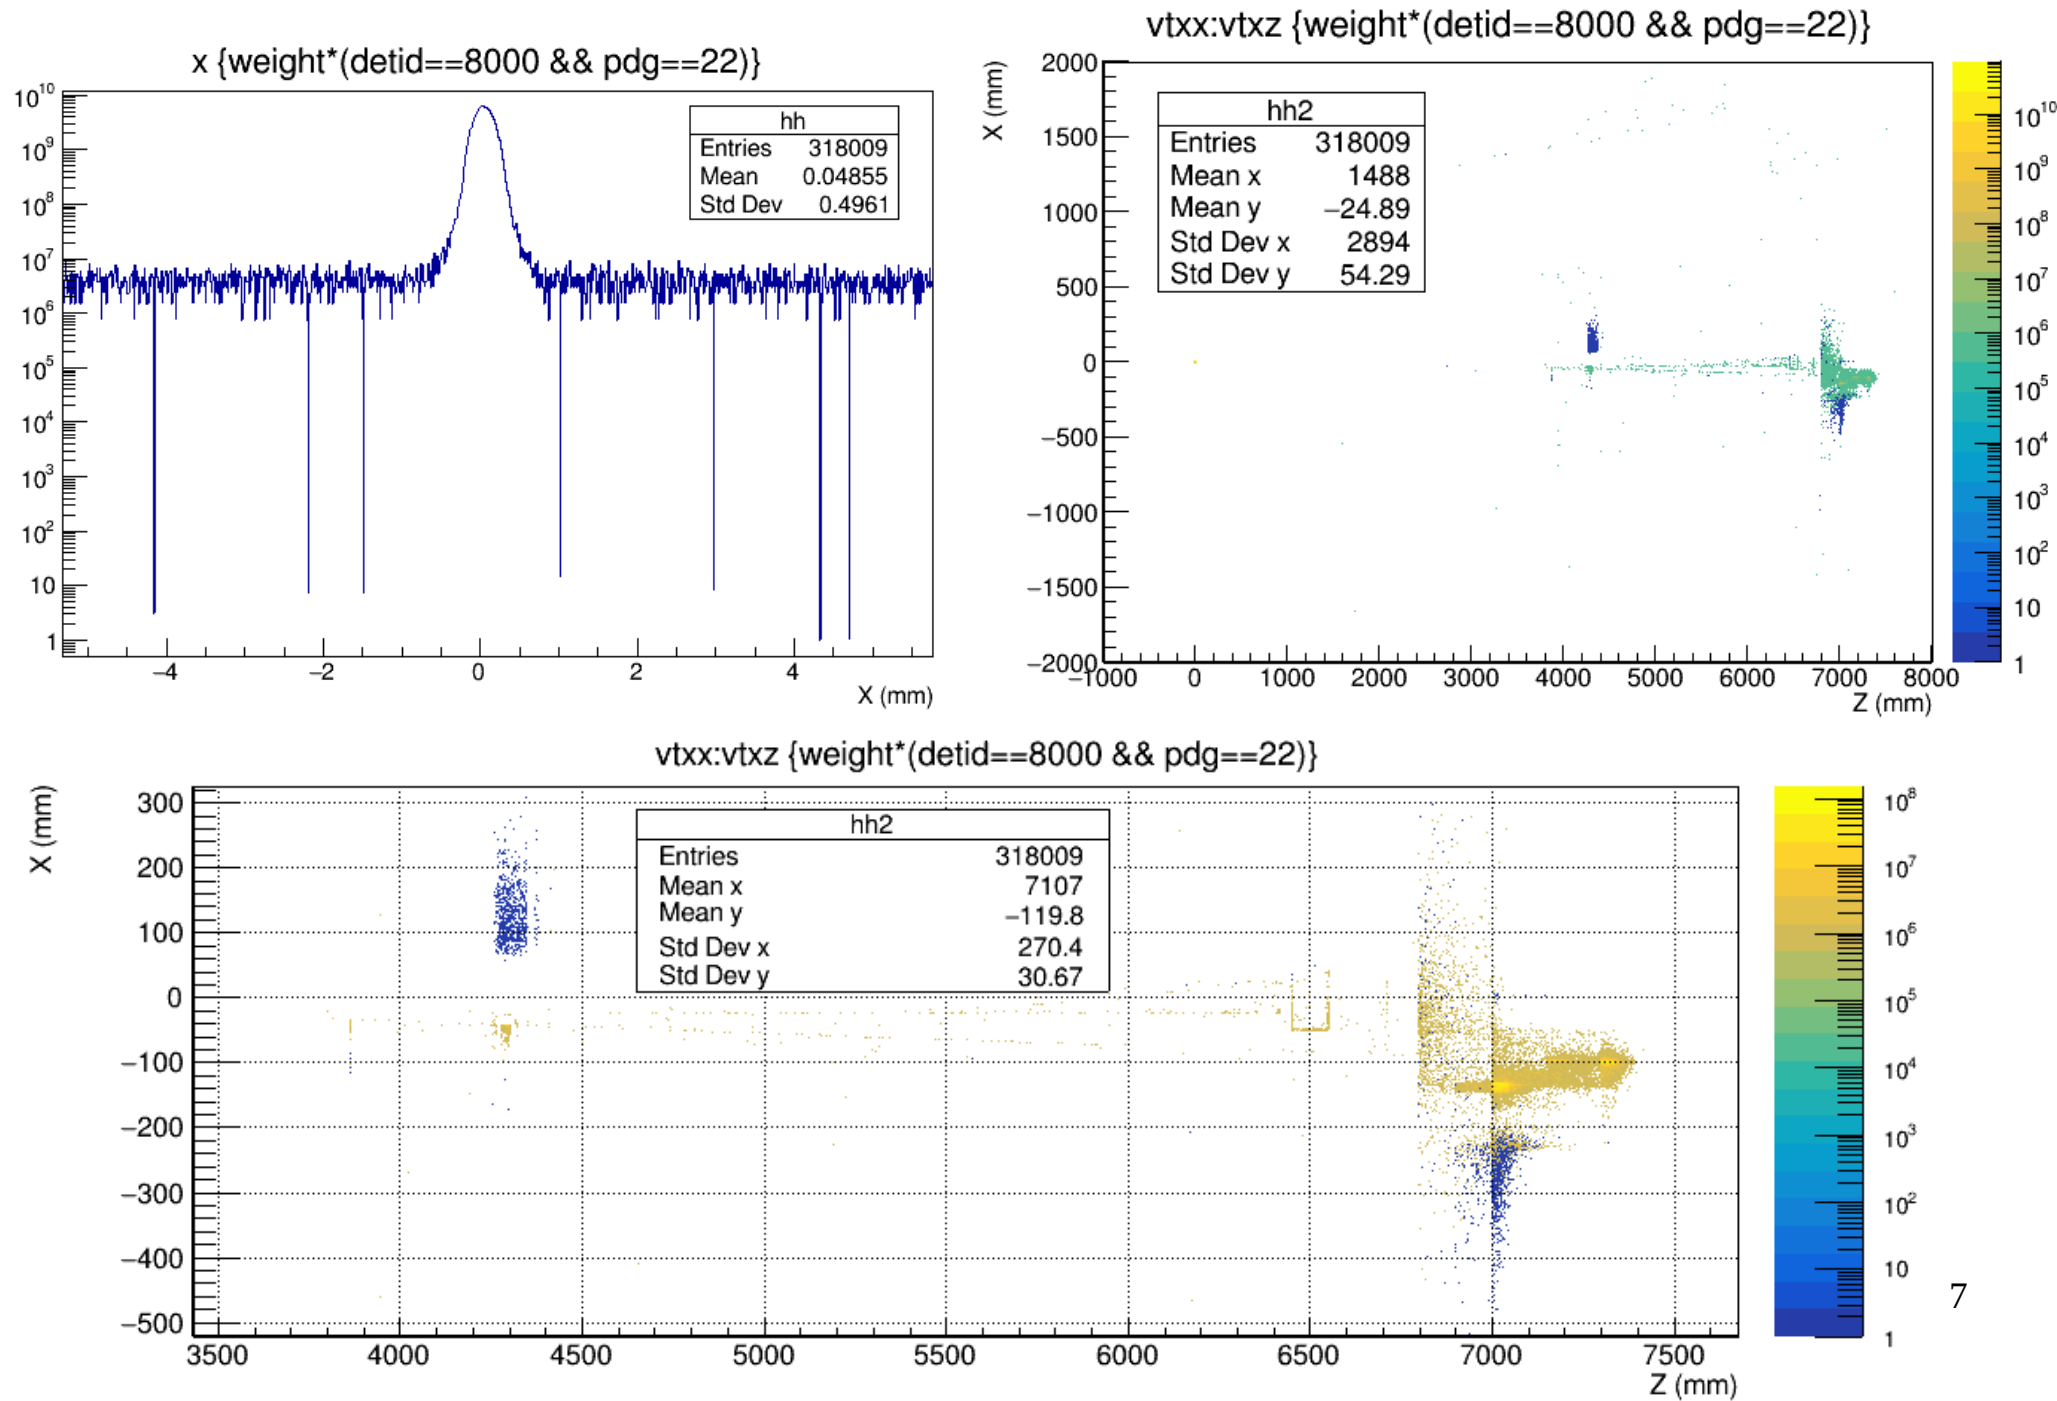 x {weight*(detid==8000 && pdg==22)}
10^10
10^9
10^8
10^7
10^6
10^5
10^4
10^3
10^2
10
1
hh
Entries 318009
Mean 0.04855
Std Dev 0.4961
−4 −2 0 2 4
X (mm)
vtxx:vtxz {weight*(detid==8000 && pdg==22)}
X (mm)
2000
1500
1000
500
0
−500
−1000
−1500
−2000
hh2
Entries 318009
Mean x 1488
Mean y −24.89
Std Dev x 2894
Std Dev y 54.29
−1000 0 1000 2000 3000 4000 5000 6000 7000 8000
Z (mm)
10^10
10^9
10^8
10^7
10^6
10^5
10^4
10^3
10^2
10
1
vtxx:vtxz {weight*(detid==8000 && pdg==22)}
X (mm)
300
200
100
0
−100
−200
−300
−400
−500
hh2
Entries 318009
Mean x 7107
Mean y −119.8
Std Dev x 270.4
Std Dev y 30.67
3500 4000 4500 5000 5500 6000 6500 7000 7500
Z (mm)
10^8
10^7
10^6
10^5
10^4
10^3
10^2
10
1
7